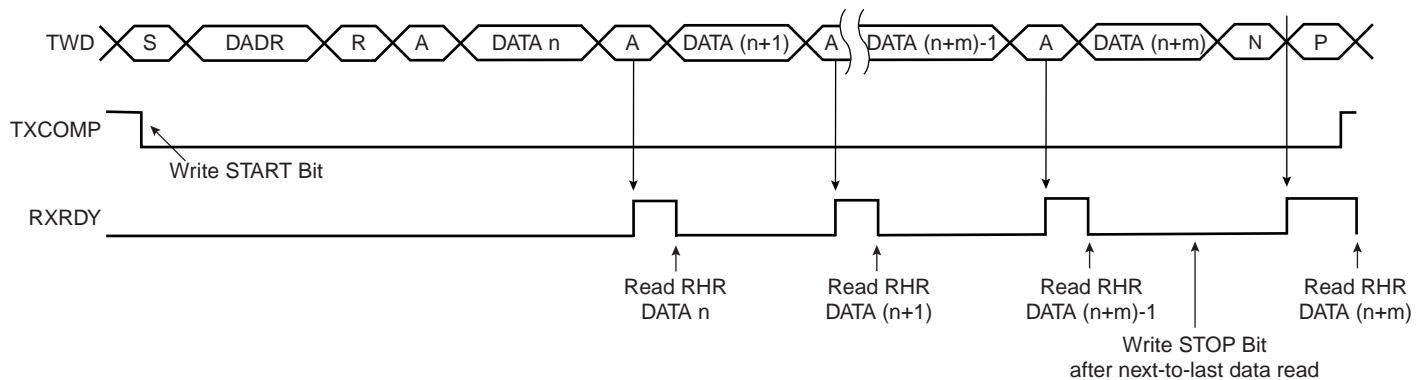 TWD S DADR R A DATA n A DATA (n+1) A DATA (n+m)-1 A DATA (n+m) N P
TXCOMP
Write START Bit
RXRDY
Read RHR Read RHR Read RHR Read RHR
DATA n DATA (n+1) DATA (n+m)-1 DATA (n+m)
Write STOP Bit
after next-to-last data read